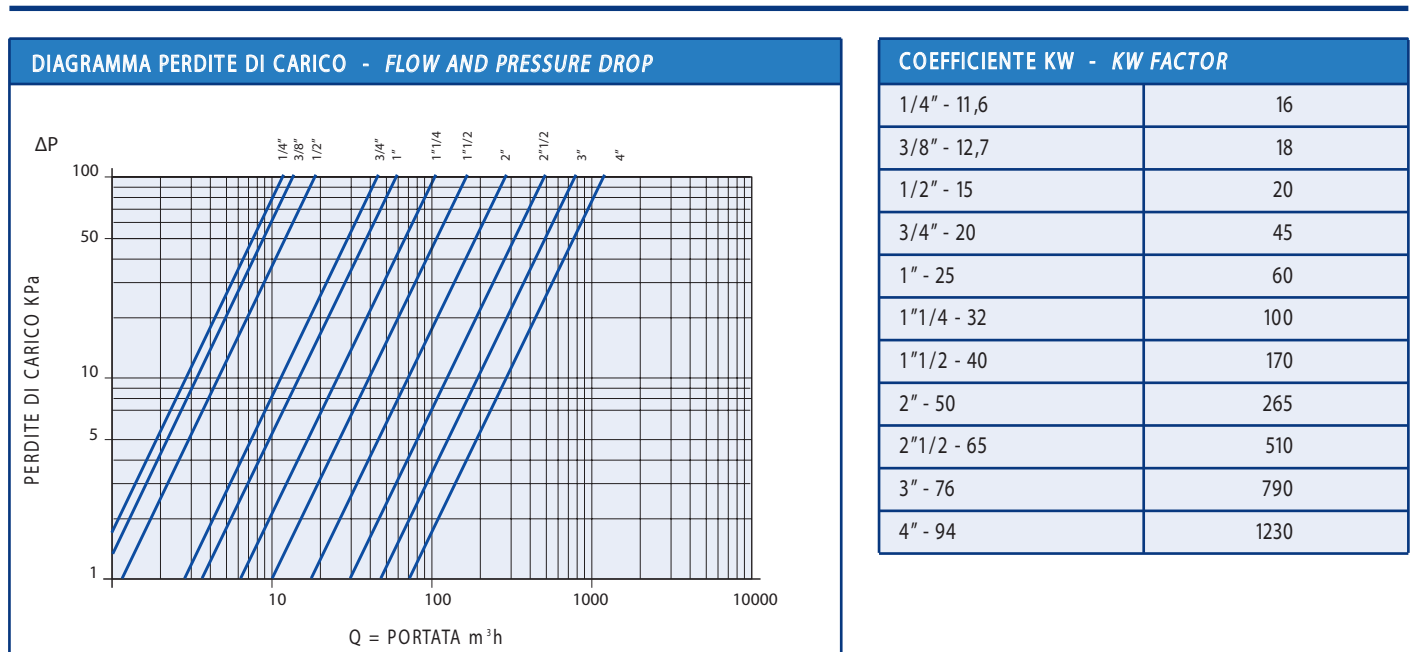 DIAGRAMMA PERDITE DI CARICO - FLOW AND PRESSURE DROP
ΔP
1/4" 3/8" 1/2" 3/4" 1" 1"1/4 1"1/2 2" 2"1/2 3" 4"
100
50
10
5
1
PERDITE DI CARICO KPa
10 100 1000 10000
Q = PORTATA m³h
COEFFICIENTE KW - KW FACTOR
1/4" - 11,6 16
3/8" - 12,7 18
1/2" - 15 20
3/4" - 20 45
1" - 25 60
1"1/4 - 32 100
1"1/2 - 40 170
2" - 50 265
2"1/2 - 65 510
3" - 76 790
4" - 94 1230